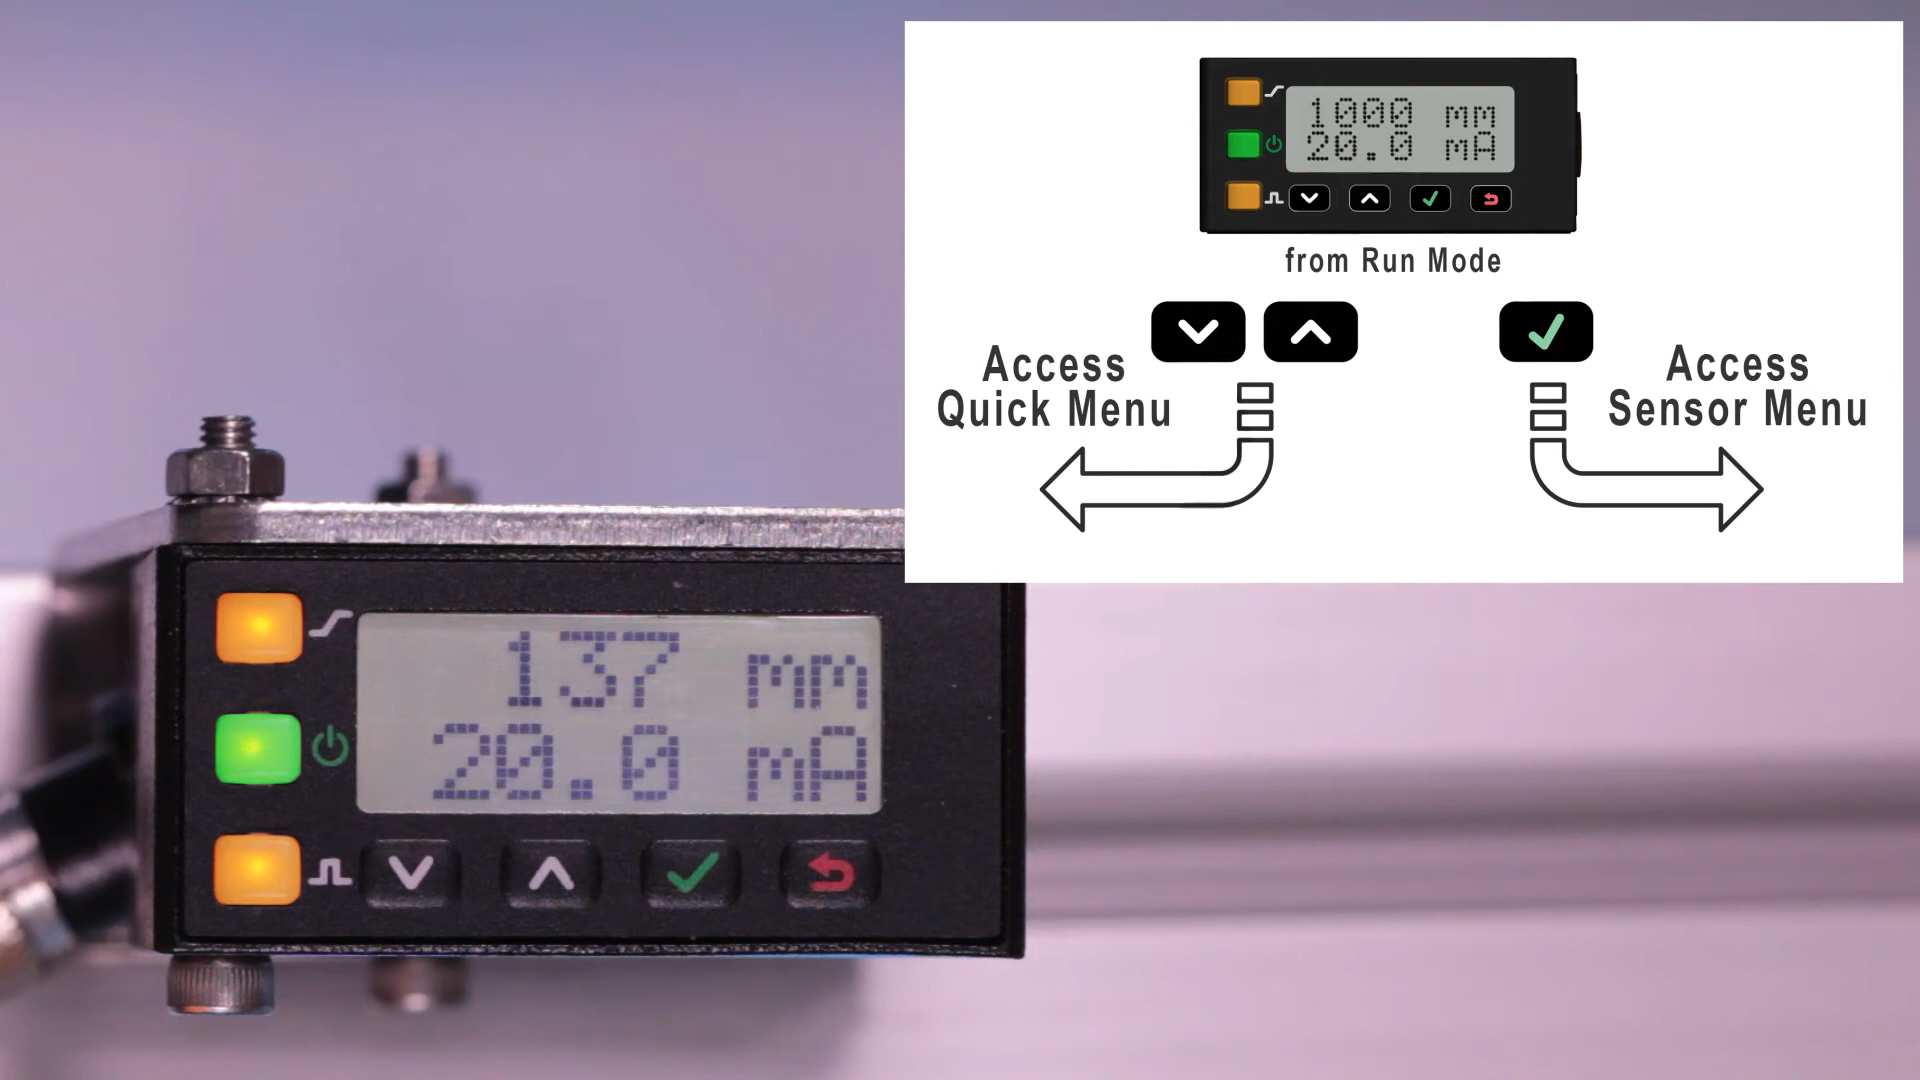 1000 mm
20.0 mA
from Run Mode
Access
Quick Menu
Access
Sensor Menu
137 mm
20.0 mA